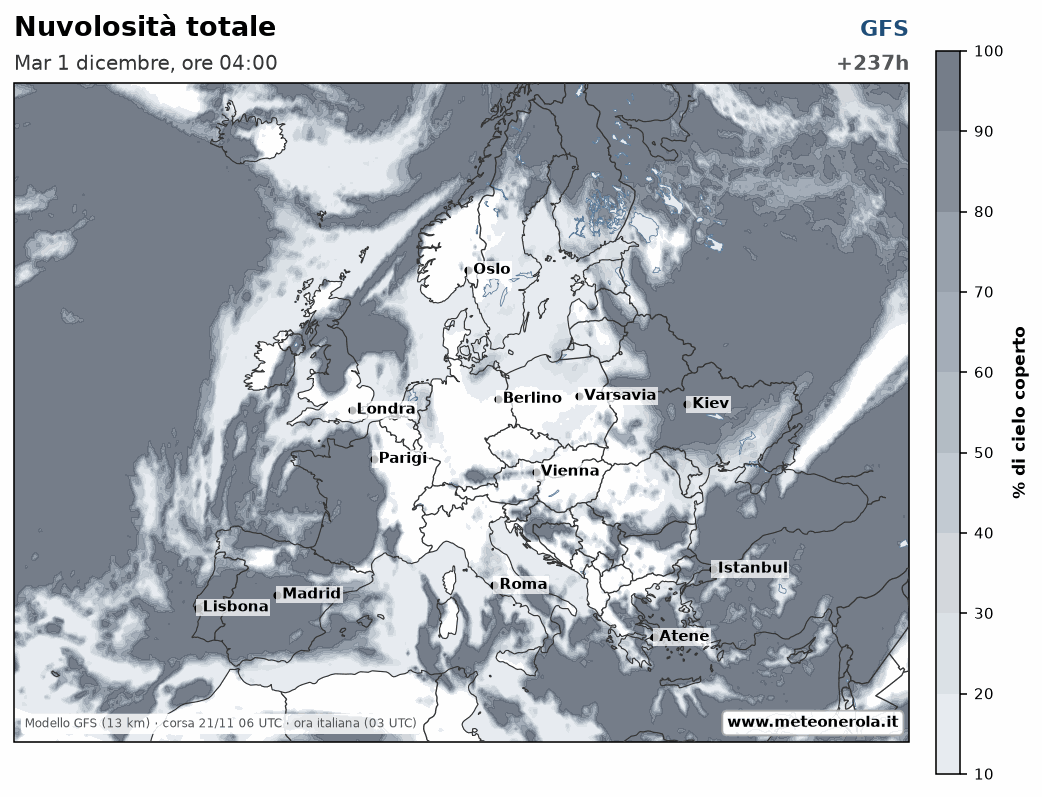 Nuvolosità totale
GFS
Mar 1 dicembre, ore 04:00
+237h
100
90
80
70
60
50
40
30
20
10
% di cielo coperto
Oslo
Berlino
Varsavia
Kiev
Londra
Parigi
Vienna
Istanbul
Roma
Madrid
Lisbona
Atene
Modello GFS (13 km) · corsa 21/11 06 UTC · ora italiana (03 UTC)
www.meteonerola.it